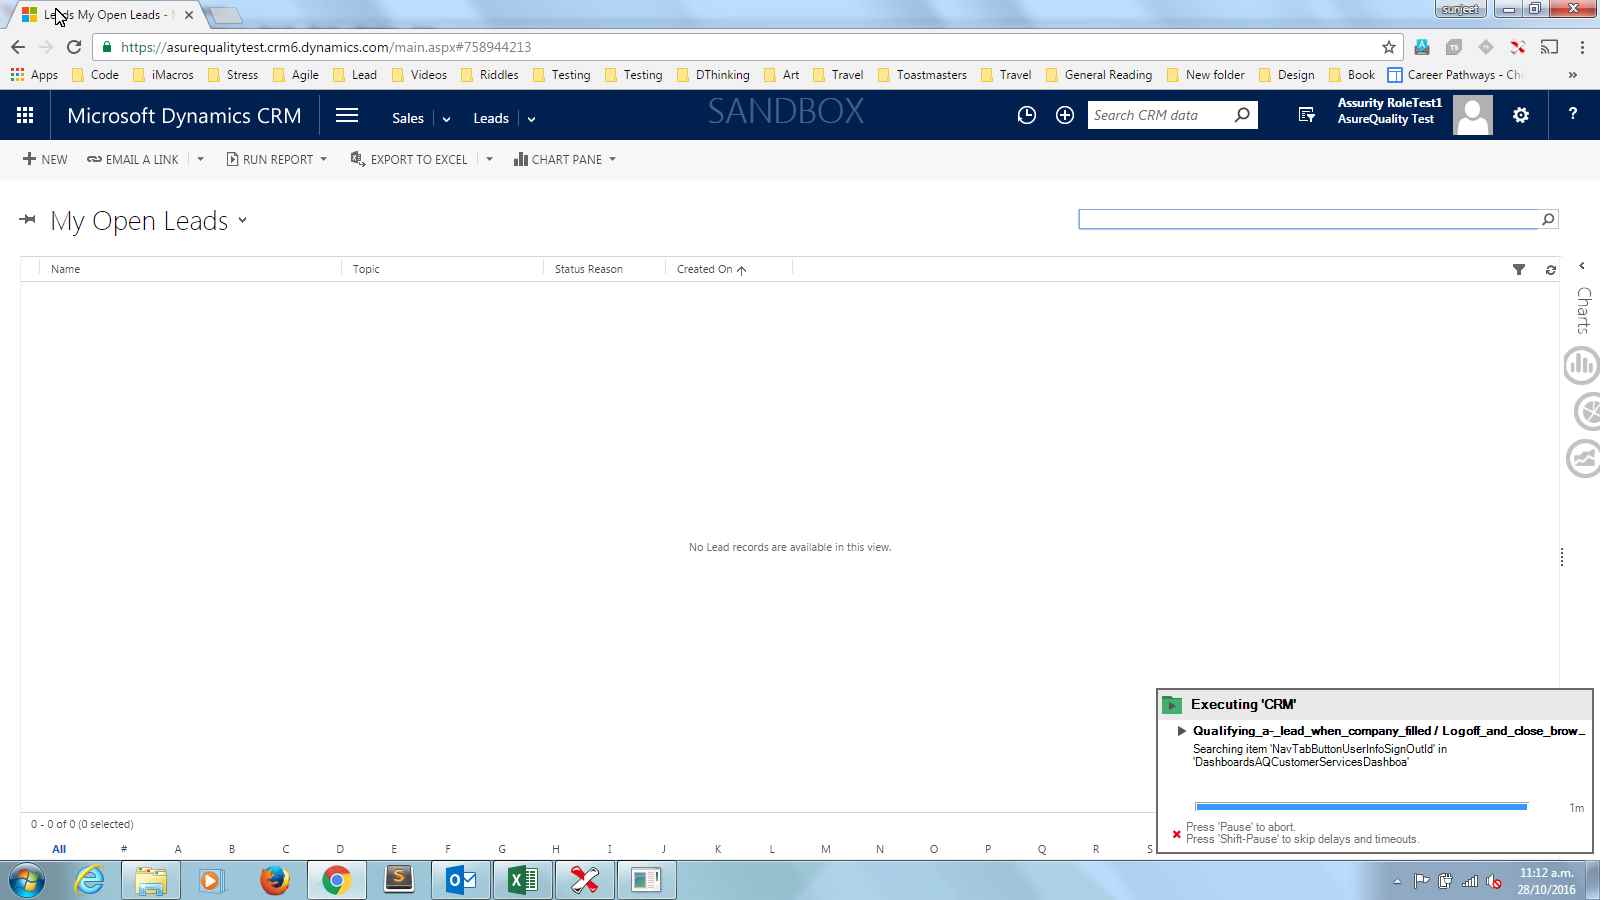 Leads My Open Leads -
sunjeet
https://asurequalitytest.crm6.dynamics.com/main.aspx#758944213
Apps Code iMacros Stress Agile Lead Videos Riddles Testing Testing DThinking Art Travel Toastmasters Travel General Reading New folder Design Book Career Pathways - Ch »
Microsoft Dynamics CRM Sales Leads SANDBOX Search CRM data Assurity RoleTest1 ?
AsureQuality Test
NEW EMAIL A LINK RUN REPORT EXPORT TO EXCEL CHART PANE
My Open Leads
Name Topic Status Reason Created On
Charts
No Lead records are available in this view.
Executing 'CRM'
Qualifying_a-_lead_when_company_filled / Logoff_and_close_brow...
Searching item 'NavTabButtonUserInfoSignOutId' in
'DashboardsAQCustomerServicesDashboa'
1m
Press 'Pause' to abort.
Press 'Shift-Pause' to skip delays and timeouts.
0 - 0 of 0 (0 selected)
All # A B C D E F G H I J K L M N O P Q R S
11:12 a.m.
28/10/2016